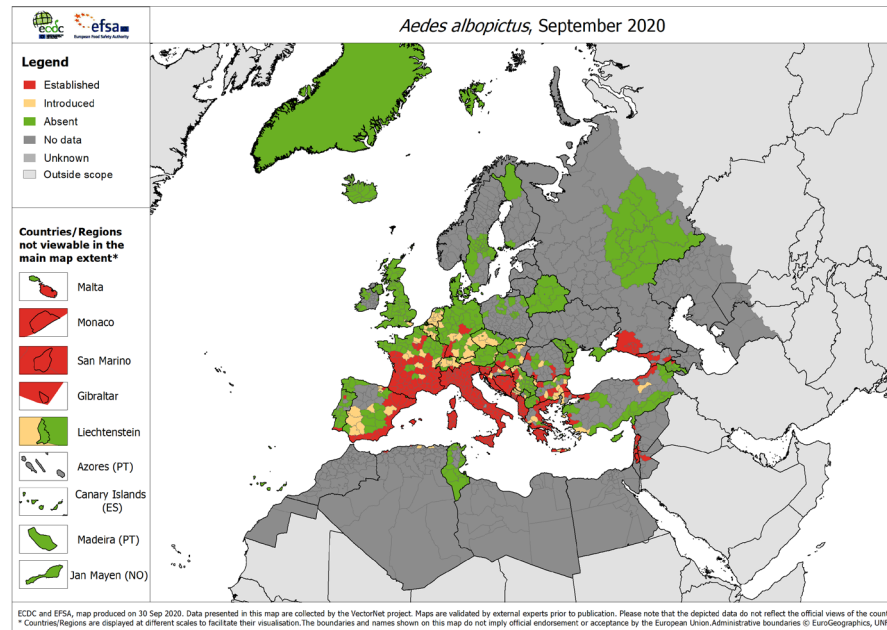 ecdc
efsa
European Food Safety Authority
Aedes albopictus, September 2020
Legend
Established
Introduced
Absent
No data
Unknown
Outside scope
Countries/Regions
not viewable in the
main map extent*
Malta
Monaco
San Marino
Gibraltar
Liechtenstein
Azores (PT)
Canary Islands
(ES)
Madeira (PT)
Jan Mayen (NO)
ECDC and EFSA, map produced on 30 Sep 2020. Data presented in this map are collected by the VectorNet project. Maps are validated by external experts prior to publication. Please note that the depicted data do not reflect the official views of the
* Countries/Regions are displayed at different scales to facilitate their visualisation.The boundaries and names shown on this map do not imply official endorsement or acceptance by the European Union.Administrative boundaries © EuroGeographics,